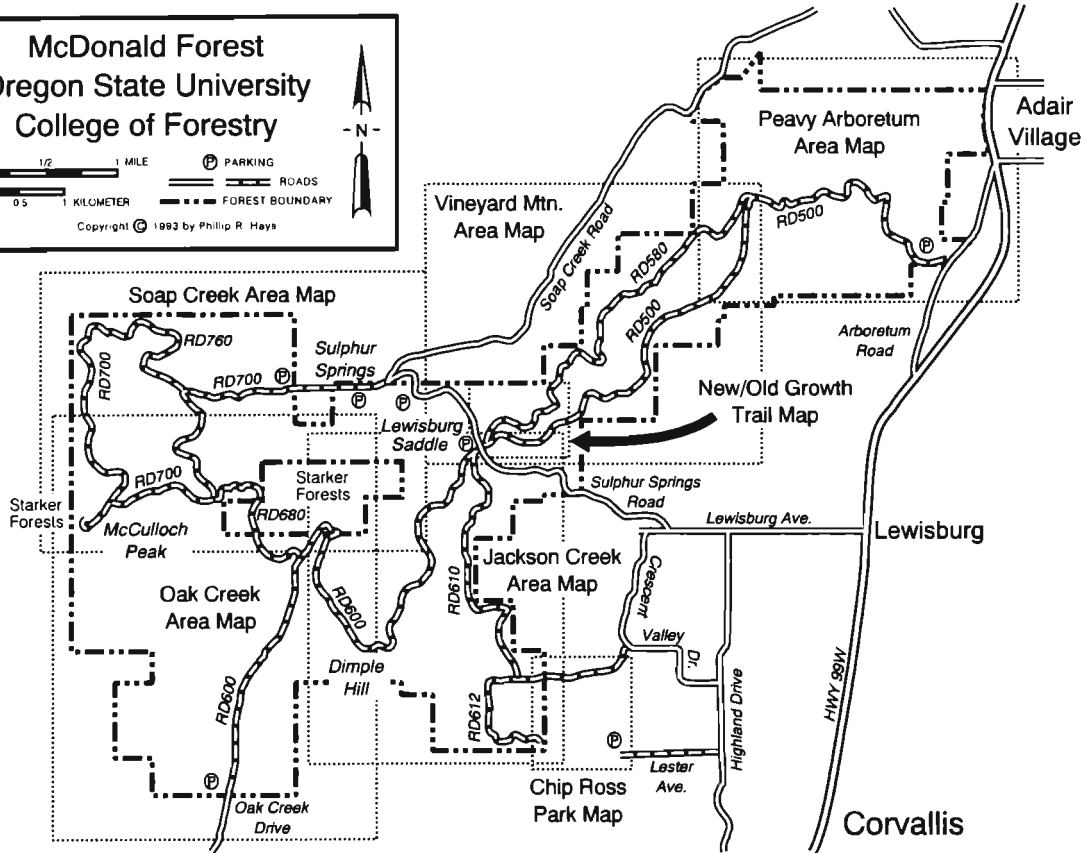 McDonald Forest
Oregon State University
College of Forestry
1/2 1 MILE
0.5 1 KILOMETER
P PARKING
ROADS
FOREST BOUNDARY
Copyright © 1993 by Phillip R. Hays
- N -
Peavy Arboretum
Area Map
Adair
Village
Vineyard Mtn.
Area Map
Soap Creek Road
RD580
RD500
RD500
P
Arboretum
Road
Soap Creek Area Map
RD760
RD700
RD700
Sulphur
Springs
P
P
P
New/Old Growth
Trail Map
Lewisburg
Saddle
P
Sulphur Springs
Road
Lewisburg Ave.
Lewisburg
Starker
Forests
RD700
Starker
Forests
RD680
McCulloch
Peak
Oak Creek
Area Map
RD600
RD610
Jackson Creek
Area Map
Crescent
Valley
Dr.
Dimple
Hill
RD600
RD612
P
Highland Drive
HWY 99W
Lester
Ave.
P
Oak Creek
Drive
Chip Ross
Park Map
Corvallis